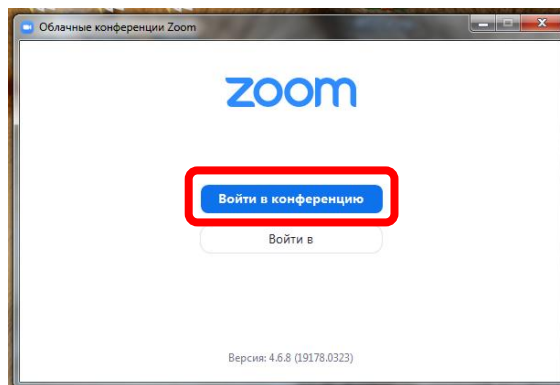 Облачные конференции Zoom
zoom
Войти в конференцию
Войти в
Версия: 4.6.8 (19178.0323)